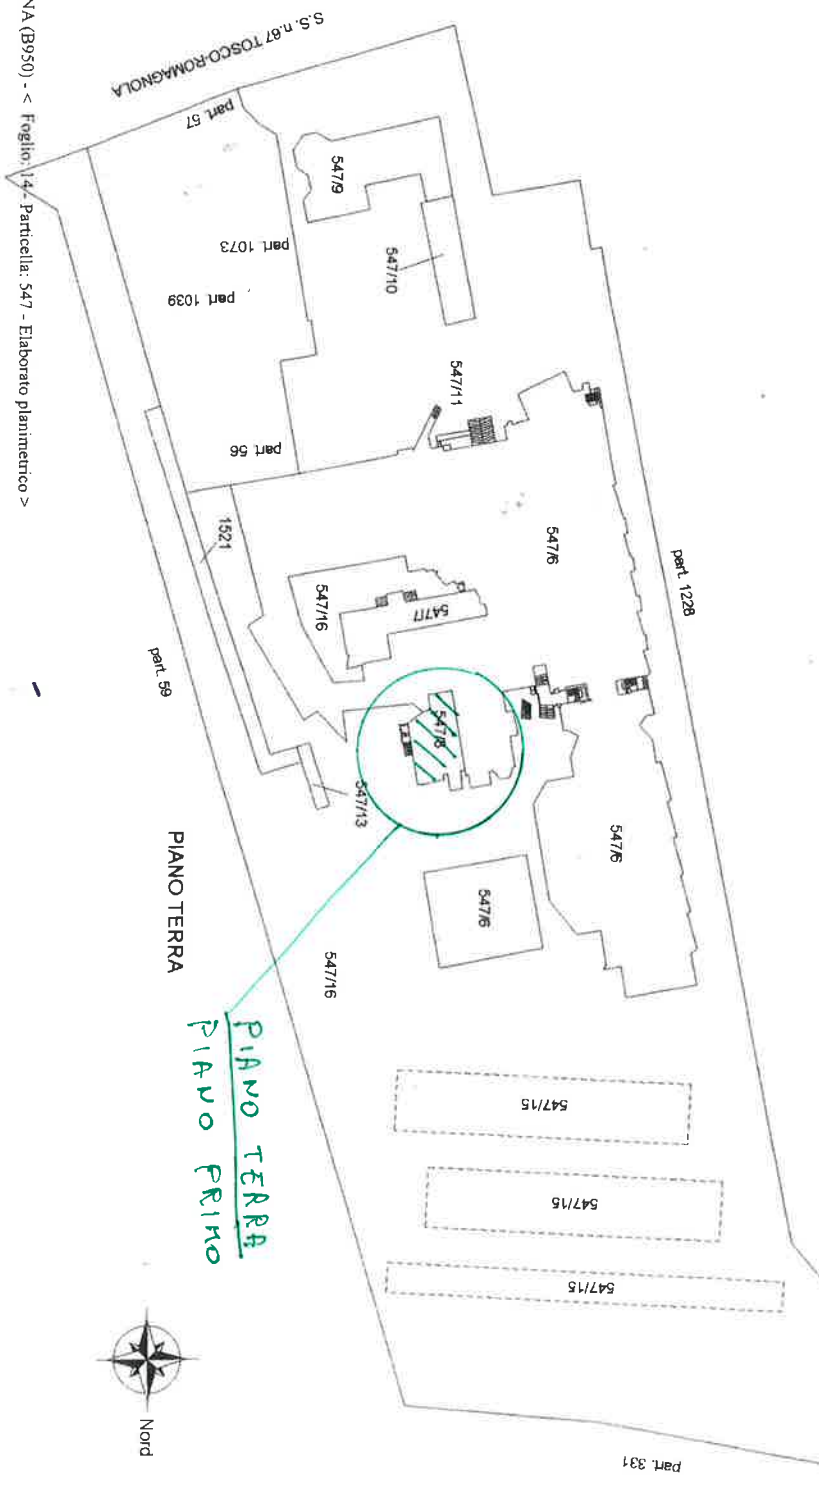 S.S. n.67 TOSCO-ROMAGNOLA
part. 57
547/9
part. 1073
547/10
part. 1039
547/11
part. 56
547/6
part. 1228
1521
547/16
547/7
part. 59
547/8
547/13
547/6
547/6
PIANO TERRA
547/16
PIANO TERRA
PIANO PRIMO
547/15
547/15
547/15
Nord
part. 331
NA (B950) - < Foglio: 14 - Particella: 547 - Elaborato planimetrico >